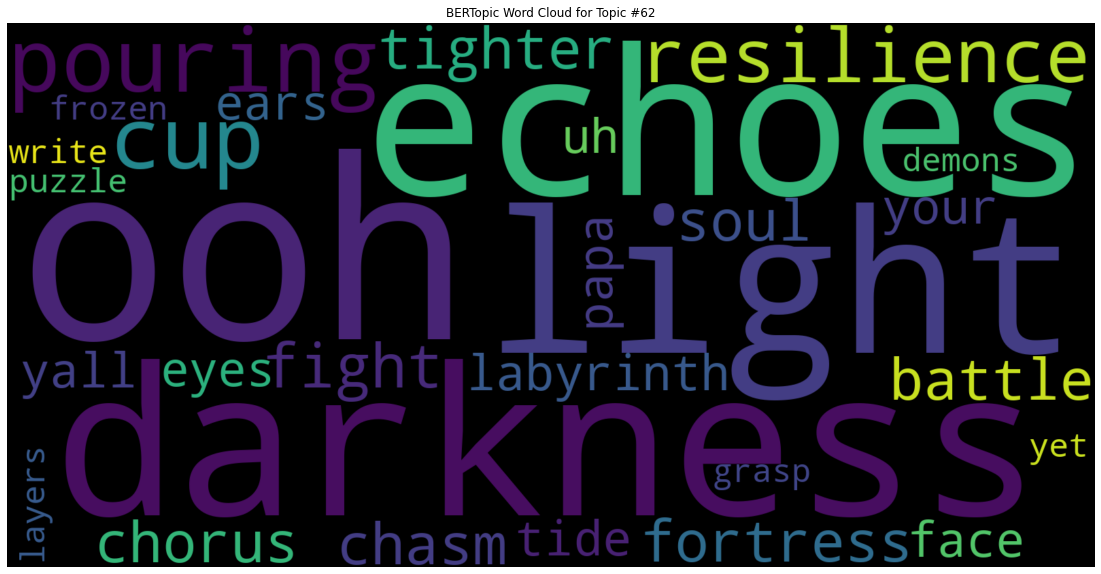 BERTopic Word Cloud for Topic #62
pouring
tighter
resilience
frozen
ears
echoes
cup
uh
write
demons
puzzle
ooh
light
papa
soul
your
yall
eyes
fight
labyrinth
battle
darkness
yet
grasp
layers
chorus
chasm
tide
fortress
face